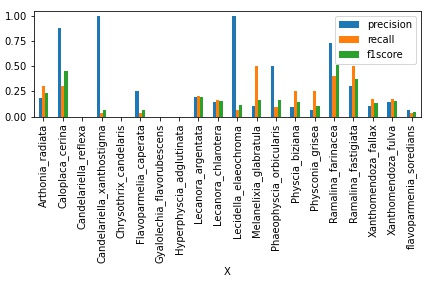 1.00
0.75
0.50
0.25
0.00
precision
recall
f1score
Arthonia_radiata
Caloplaca_cerina
Candelariella_reflexa
Candelariella_xanthostigma
Chrysothrix_candelaris
Flavoparmelia_caperata
Gyalolechia_flavorubescens
Hyperphyscia_adglutinata
Lecanora_argentata
Lecanora_chlarotera
Lecidella_elaeochroma
Melanelixia_glabratula
Phaeophyscia_orbicularis
Physcia_biziana
Physconia_grisea
Ramalina_farinacea
Ramalina_fastigiata
Xanthomendoza_fallax
Xanthomendoza_fulva
flavoparmenia_soredians
X